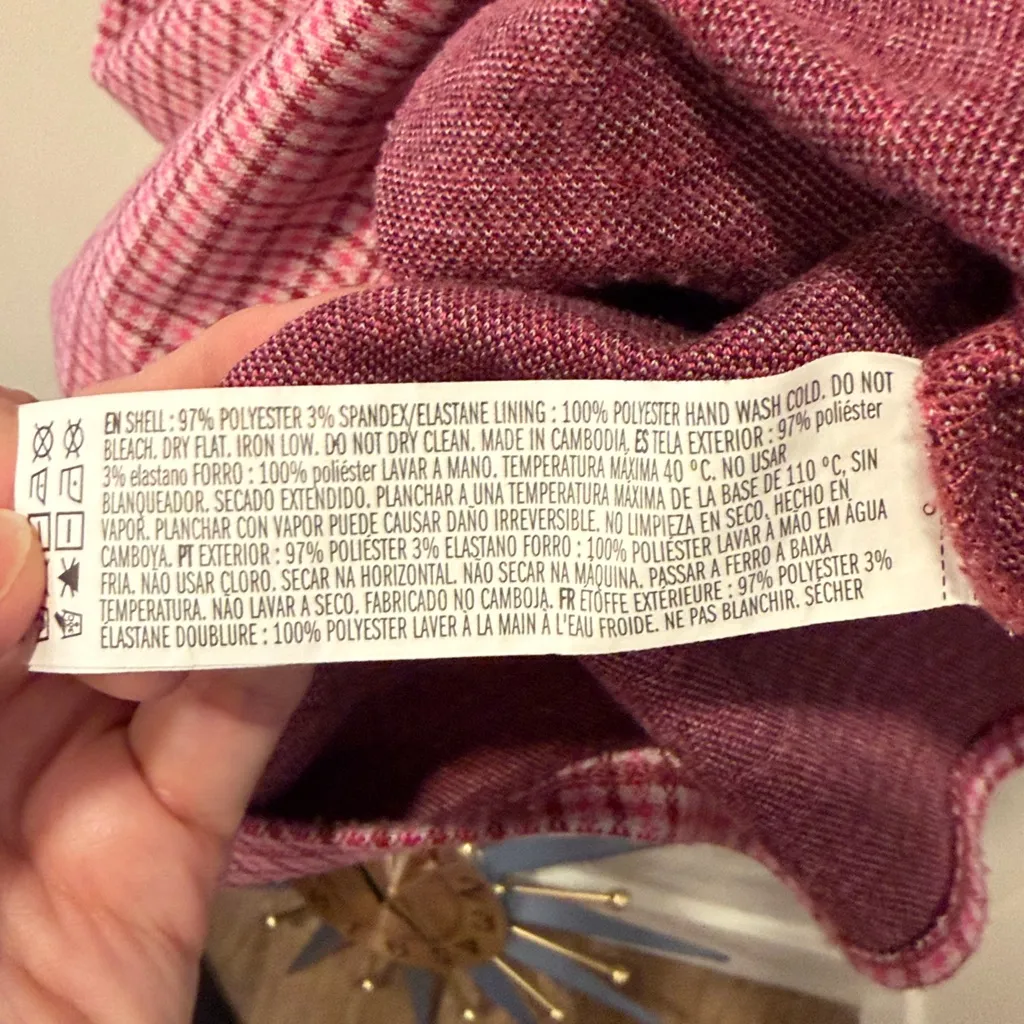 EN SHELL : 97% POLYESTER 3% SPANDEX/ELASTANE LINING : 100% POLYESTER HAND WASH COLD. DO NOT
BLEACH. DRY FLAT. IRON LOW. DO NOT DRY CLEAN. MADE IN CAMBODIA. ES TELA EXTERIOR : 97% poliéster
3% elastano FORRO : 100% poliéster LAVAR A MANO. TEMPERATURA MÁXIMA 40 °C. NO USAR
BLANQUEADOR. SECADO EXTENDIDO. PLANCHAR A UNA TEMPERATURA MÁXIMA DE LA BASE DE 110 °C, SIN
VAPOR. PLANCHAR CON VAPOR PUEDE CAUSAR DAÑO IRREVERSIBLE. NO LIMPIEZA EN SECO. HECHO EN
CAMBOYA. PT EXTERIOR : 97% POLIÉSTER 3% ELASTANO FORRO : 100% POLIÉSTER LAVAR À MÃO EM ÁGUA
FRIA. NÃO USAR CLORO. SECAR NA HORIZONTAL. NÃO SECAR NA MÁQUINA. PASSAR A FERRO A BAIXA
TEMPERATURA. NÃO LAVAR A SECO. FABRICADO NO CAMBOJA. FR ÉTOFFE EXTÉRIEURE : 97% POLYESTER 3%
ÉLASTANE DOUBLURE : 100% POLYESTER LAVER À LA MAIN À L'EAU FROIDE. NE PAS BLANCHIR. SÉCHER